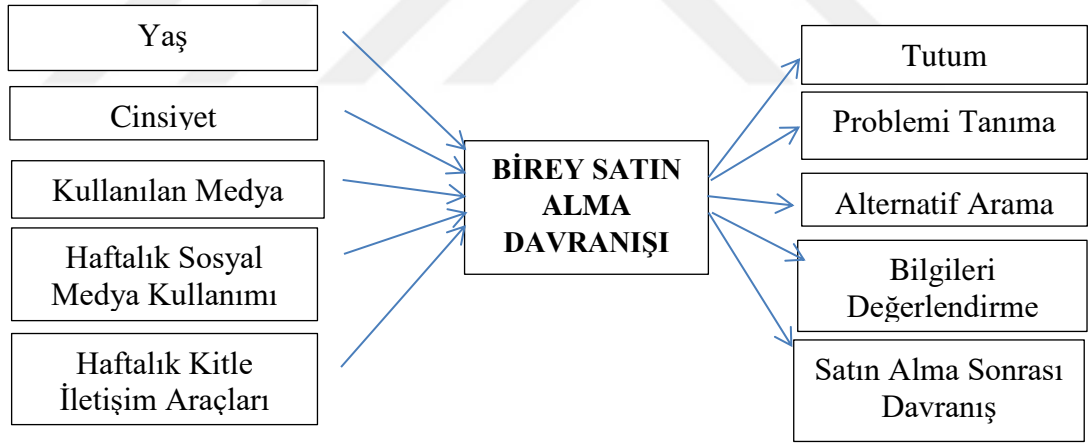 Yaş
Cinsiyet
Kullanılan Medya
Haftalık Sosyal
Medya Kullanımı
Haftalık Kitle
İletişim Araçları
BİREY SATIN
ALMA
DAVRANIŞI
Tutum
Problemi Tanıma
Alternatif Arama
Bilgileri
Değerlendirme
Satın Alma Sonrası
Davranış